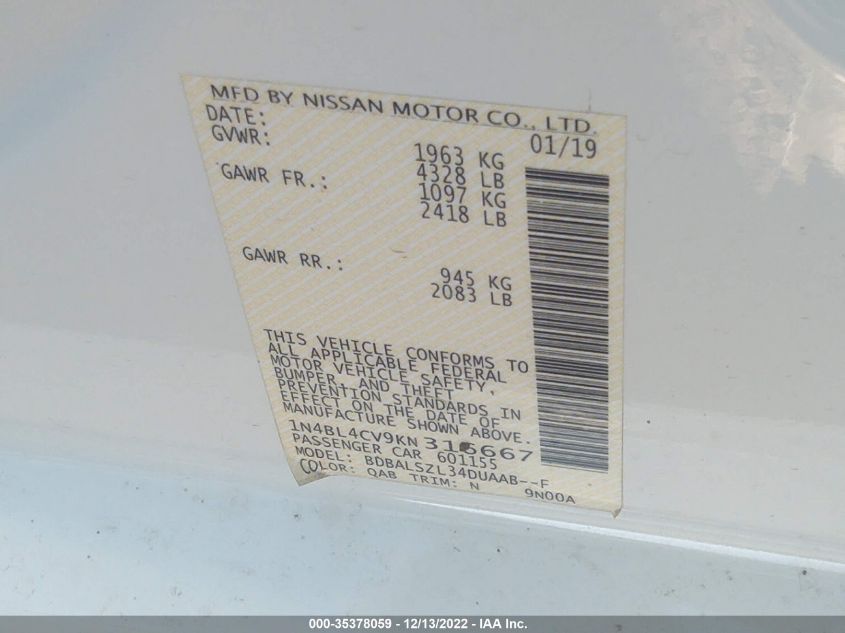 MFD BY NISSAN MOTOR CO., LTD.
DATE: 01/19
GVWR: 1963 KG
4328 LB
GAWR FR.: 1097 KG
2418 LB
GAWR RR.: 945 KG
2083 LB
THIS VEHICLE CONFORMS TO
ALL APPLICABLE FEDERAL
MOTOR VEHICLE SAFETY,
BUMPER, AND THEFT
PREVENTION STANDARDS IN
EFFECT ON THE DATE OF
MANUFACTURE SHOWN ABOVE.
1N4BL4CV9KN316667
PASSENGER CAR 601155
MODEL: BDBALSZL34DUAAB--F
COLOR: QAB TRIM: N 9N00A
000-35378059 - 12/13/2022 - IAA Inc.